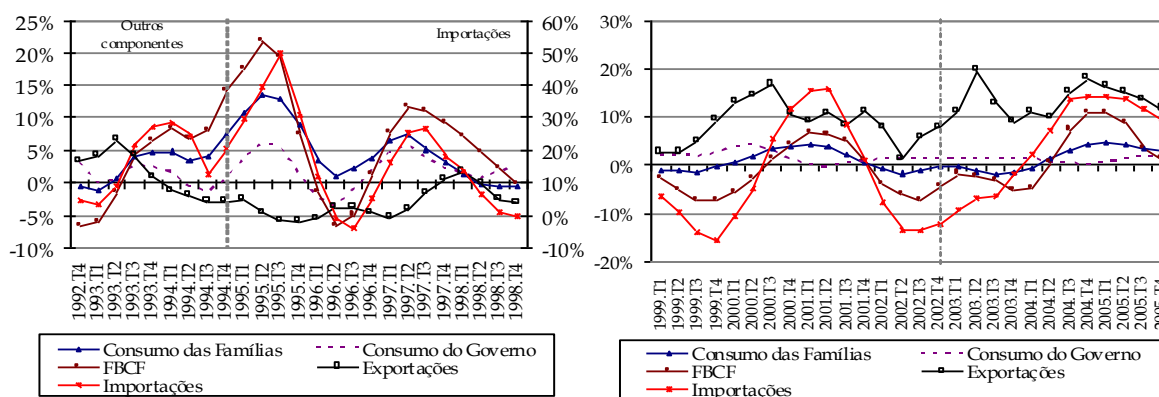 25%
20%
15%
10%
5%
0%
-5%
-10%
Outros
componentes
Importações
60%
50%
40%
30%
20%
10%
0%
10%
1992.T4
1993.T1
1993.T2
1993.T3
1993.T4
1994.T1
1994.T2
1994.T3
1994.T4
1995.T1
1995.T2
1995.T3
1995.T4
1996.T1
1996.T2
1996.T3
1996.T4
1997.T1
1997.T2
1997.T3
1997.T4
1998.T1
1998.T2
1998.T3
1998.T4
Consumo das Famílias
Consumo do Governo
FBCF
Exportações
Importações
30%
20%
10%
0%
-10%
-20%
1999.T1
1999.T2
1999.T3
1999.T4
2000.T1
2000.T2
2000.T3
2000.T4
2001.T1
2001.T2
2001.T3
2001.T4
2002.T1
2002.T2
2002.T3
2002.T4
2003.T1
2003.T2
2003.T3
2003.T4
2004.T1
2004.T2
2004.T3
2004.T4
2005.T1
2005.T2
2005.T3
2005.T4
Consumo das Famílias
Consumo do Governo
FBCF
Exportações
Importações